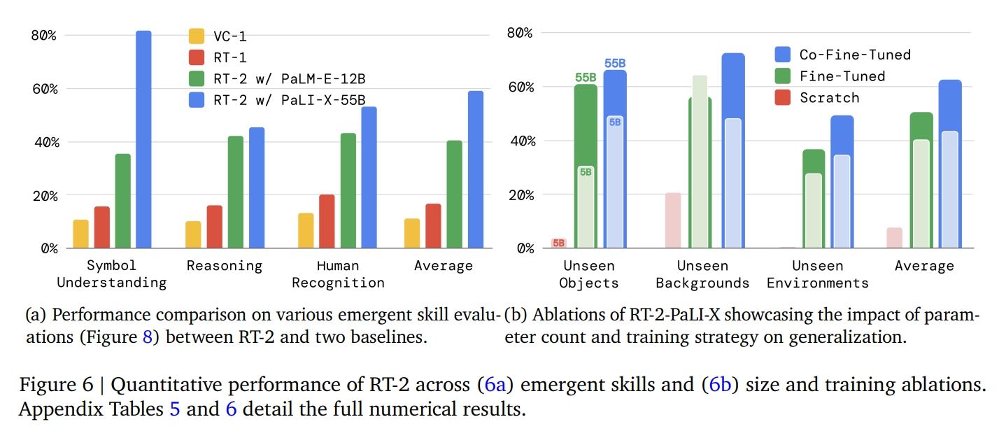 80%
60%
40%
20%
0%
VC-1
RT-1
RT-2 w/ PaLM-E-12B
RT-2 w/ PaLI-X-55B
Symbol
Understanding
Reasoning
Human
Recognition
Average
(a) Performance comparison on various emergent skill evalu-
ations (Figure 8) between RT-2 and two baselines.
80%
60%
40%
20%
0%
Co-Fine-Tuned
Fine-Tuned
Scratch
55B
55B
5B
5B
5B
Unseen
Objects
Unseen
Backgrounds
Unseen
Environments
Average
(b) Ablations of RT-2-PaLI-X showcasing the impact of param-
eter count and training strategy on generalization.
Figure 6 | Quantitative performance of RT-2 across (6a) emergent skills and (6b) size and training ablations.
Appendix Tables 5 and 6 detail the full numerical results.